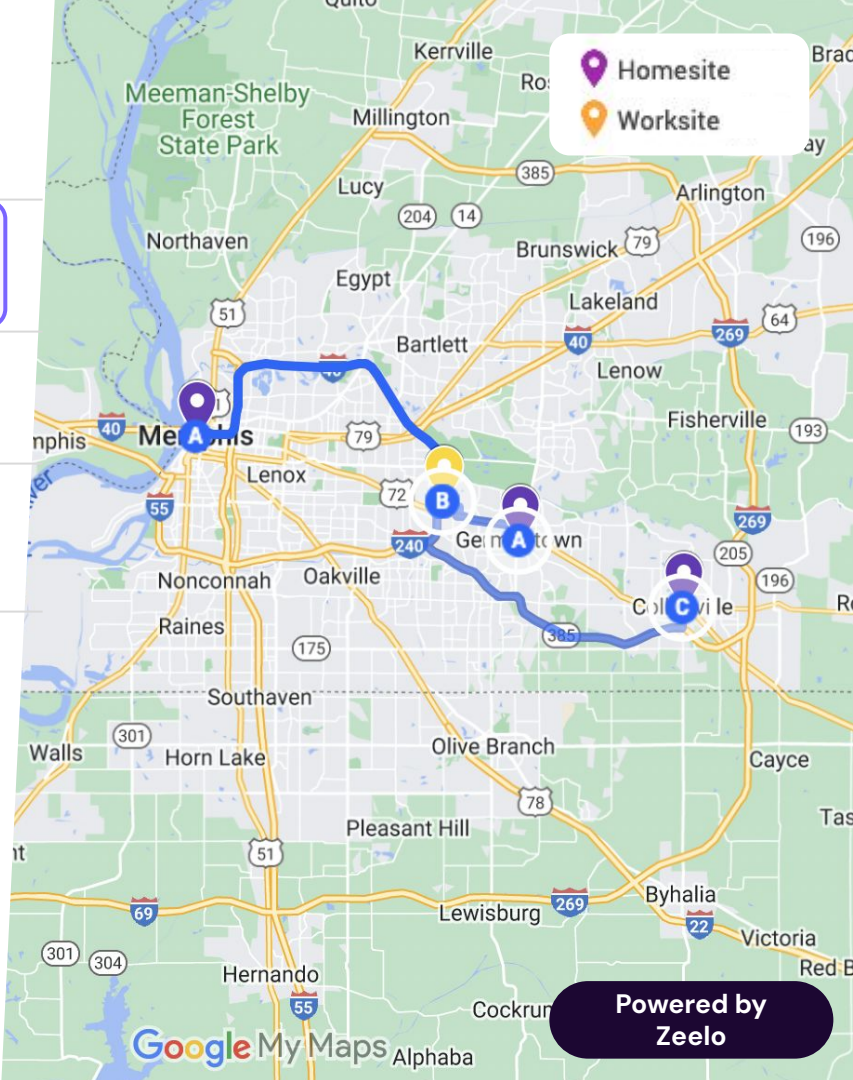 Kerrville
Homesite
Meeman-Shelby
Forest
State Park
Millington
Worksite
385
Lucy
Arlington
204
14
Northaven
Brunswick
79
196
Egypt
Lakeland
51
64
Bartlett
40
269
40
Lenow
Fisherville
40
Memphis
A
79
193
Lenox
72
B
55
269
240
Germantown
A
205
Nonconnah
Oakville
196
Collierville
C
Raines
385
175
Southaven
301
Walls
Horn Lake
Olive Branch
Cayce
78
Pleasant Hill
51
Byhalia
69
269
Lewisburg
22
Victoria
301
304
Hernando
55
Powered by
Zeelo
Google My Maps
Alphaba